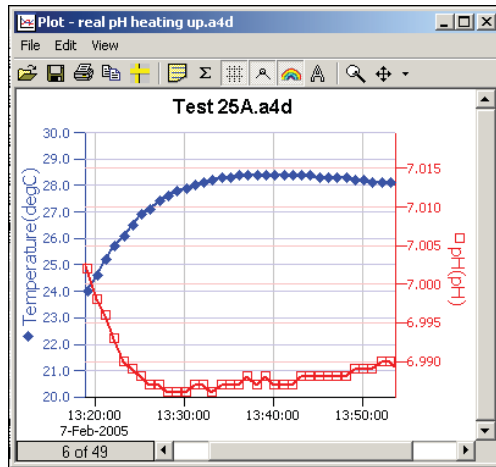 Plot - real pH heating up.a4d
File Edit View
Σ A
Test 25A.a4d
30.0
29.0
28.0
27.0
26.0
25.0
24.0
23.0
22.0
21.0
20.0
Temperature(degC)
7.015
7.010
7.005
7.000
6.995
6.990
pH(pH)
13:20:00 13:30:00 13:40:00 13:50:00
7-Feb-2005
6 of 49